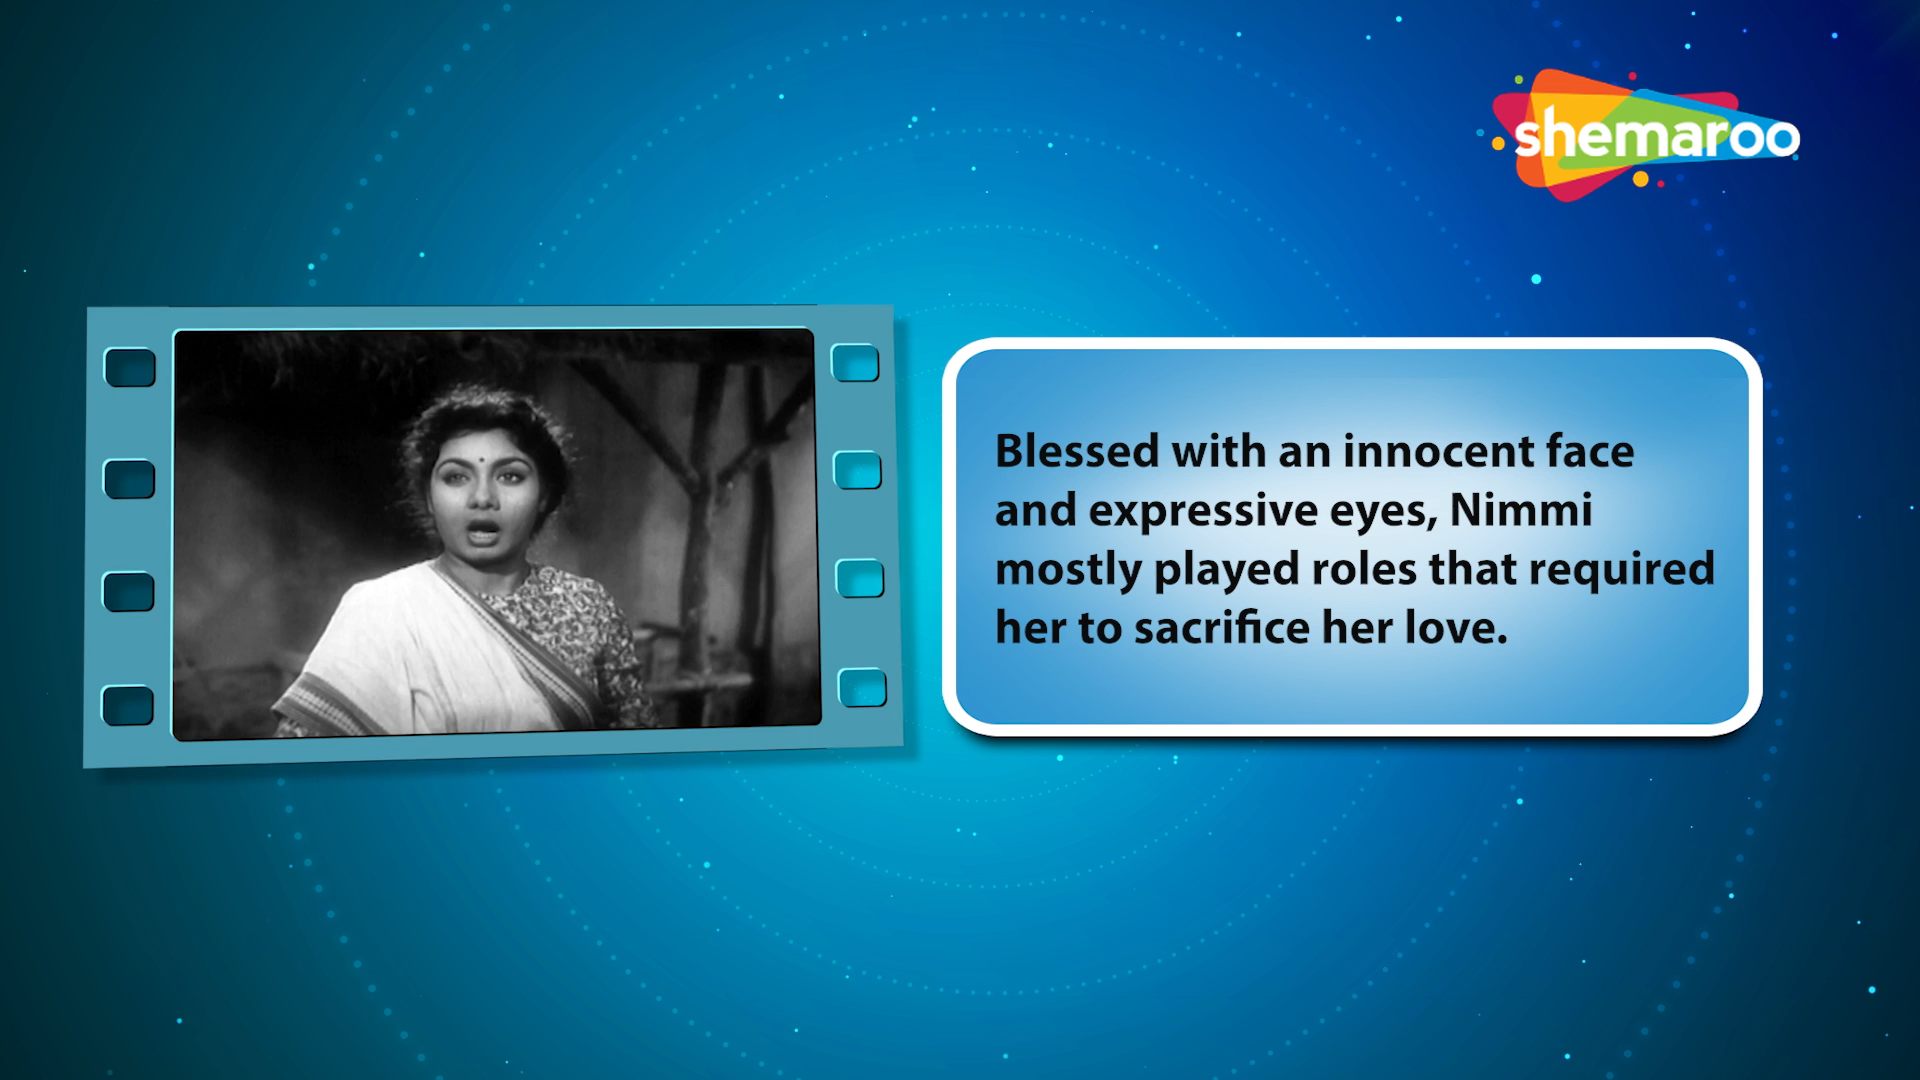 shemaroo
Blessed with an innocent face
and expressive eyes, Nimmi
mostly played roles that required
her to sacrifice her love.